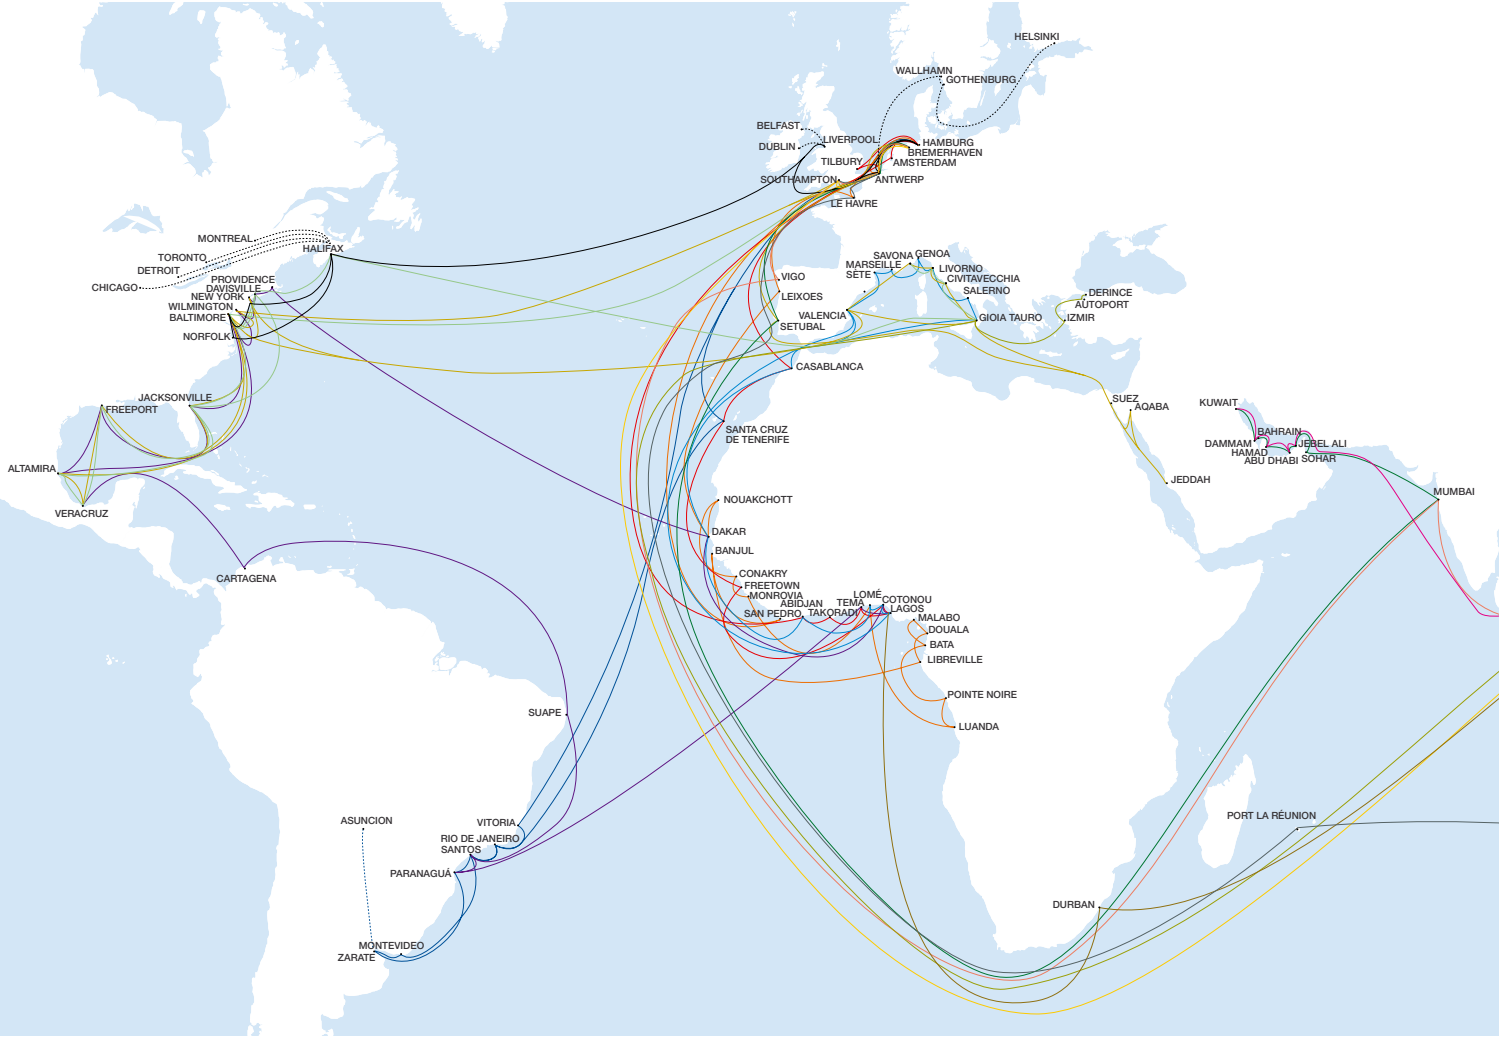 HELSINKI
WALLHAMN
GOTHENBURG
BELFAST
LIVERPOOL
HAMBURG
DUBLIN
BREMERHAVEN
TILBURY
AMSTERDAM
SOUTHAMPTON
ANTWERP
LE HAVRE
MONTREAL
HALIFAX
TORONTO
DETROIT
CHICAGO
PROVIDENCE
DAVISVILLE
NEW YORK
WILMINGTON
BALTIMORE
NORFOLK
SAVONA
GENOA
MARSEILLE
LIVORNO
SÈTE
CIVITAVECCHIA
VIGO
SALERNO
LEIXOES
DERINCE
AUTOPORT
VALENCIA
GIOIA TAURO
IZMIR
SETUBAL
CASABLANCA
JACKSONVILLE
FREEPORT
SUEZ
AQABA
KUWAIT
SANTA CRUZ
DE TENERIFE
BAHRAIN
DAMMAM
JEBEL ALI
HAMAD
ABU DHABI
SOHAR
ALTAMIRA
JEDDAH
MUMBAI
VERACRUZ
NOUAKCHOTT
DAKAR
BANJUL
CARTAGENA
CONAKRY
FREETOWN
MONROVIA
LOMÉ
COTONOU
ABIDJAN
TEMA
SAN PEDRO
TAKORADI
LAGOS
MALABO
DOUALA
BATA
LIBREVILLE
POINTE NOIRE
SUAPE
LUANDA
ASUNCION
VITORIA
PORT LA RÉUNION
RIO DE JANEIRO
SANTOS
PARANAGUÁ
DURBAN
MONTEVIDEO
ZARATE